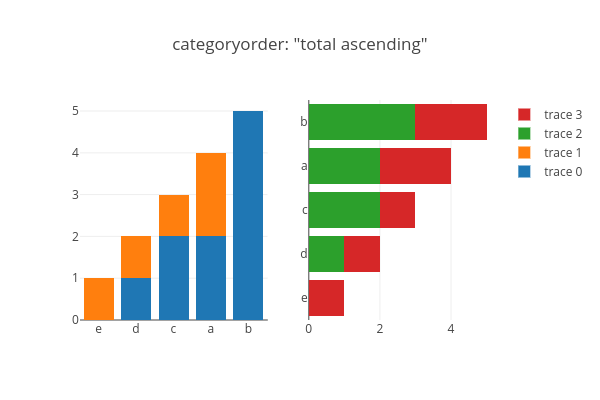 categoryorder: "total ascending"
5
4
3
2
1
0
e d c a b
b
a
c
d
e
0 2 4
trace 3
trace 2
trace 1
trace 0